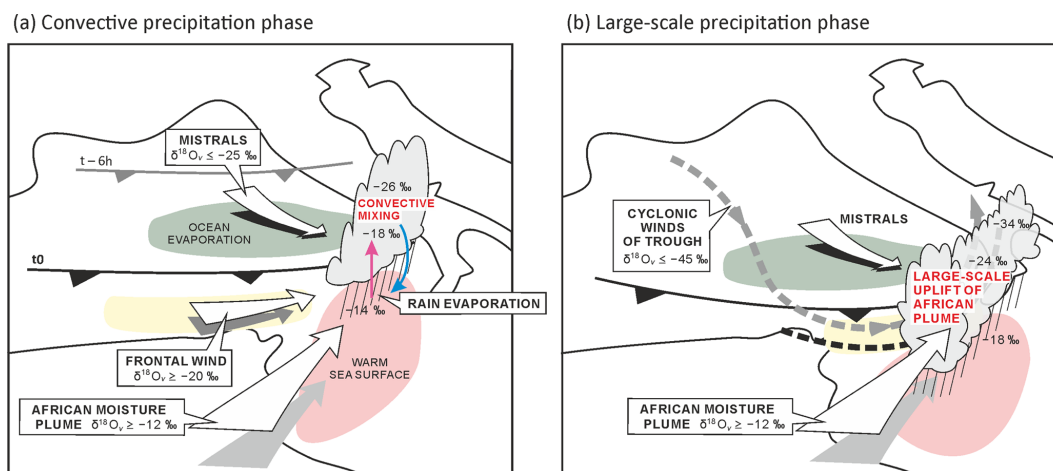 (a) Convective precipitation phase
MISTRALS
δ¹⁸Oᵥ ≤ −25 ‰
t – 6h
−26 ‰
CONVECTIVE
MIXING
−18 ‰
OCEAN
EVAPORATION
t0
RAIN EVAPORATION
−14 ‰
FRONTAL WIND
δ¹⁸Oᵥ ≥ −20 ‰
WARM
SEA SURFACE
AFRICAN MOISTURE
PLUME δ¹⁸Oᵥ ≥ −12 ‰
(b) Large-scale precipitation phase
CYCLONIC
WINDS
OF TROUGH
δ¹⁸Oᵥ ≤ −45 ‰
MISTRALS
−34 ‰
−24 ‰
LARGE-SCALE
UPLIFT OF
AFRICAN
PLUME
−18 ‰
AFRICAN MOISTURE
PLUME δ¹⁸Oᵥ ≥ −12 ‰